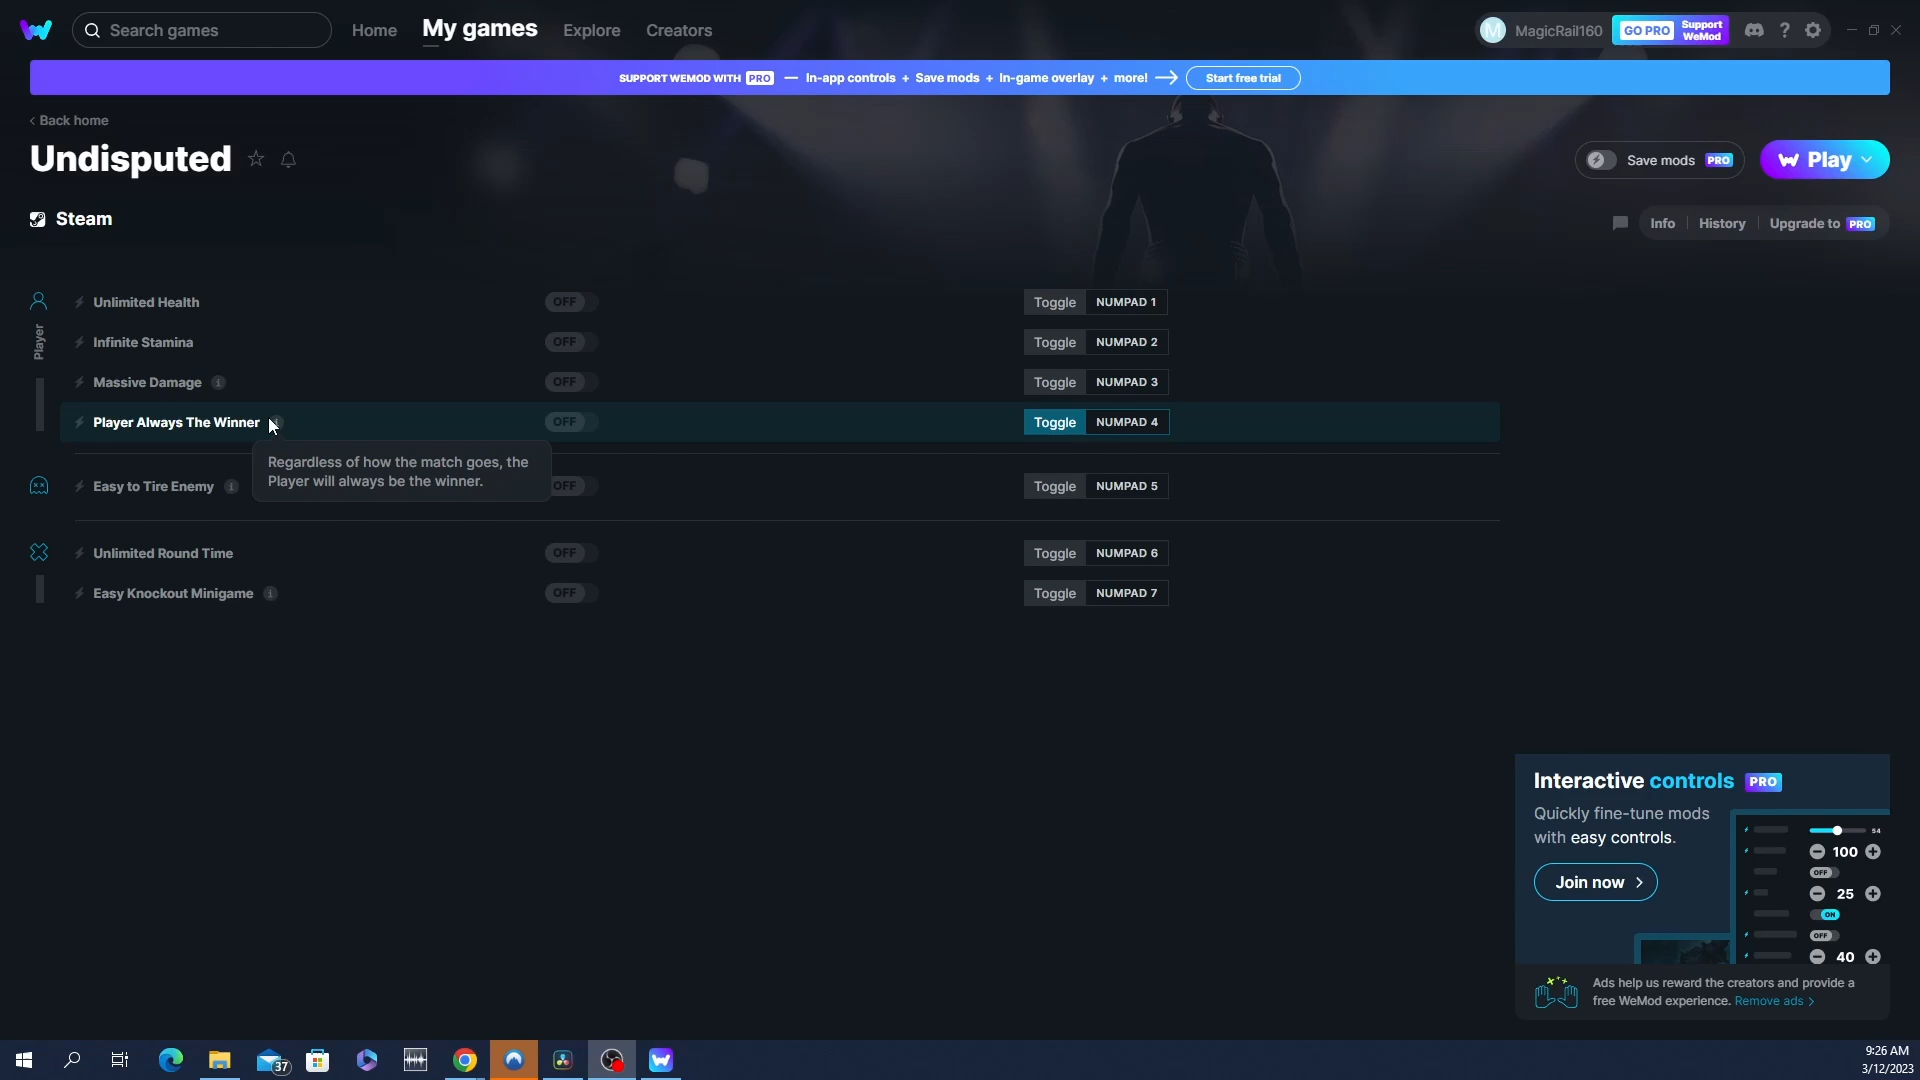 Search games
Home
My games
Explore
Creators
MagicRail160
GO PRO
Support
WeMod
SUPPORT WEMOD WITH PRO — In-app controls + Save mods + In-game overlay + more! Start free trial
Back home
Undisputed
Save mods PRO
Play
Steam
Info
History
Upgrade to PRO
Player
Unlimited Health OFF Toggle NUMPAD 1
Infinite Stamina OFF Toggle NUMPAD 2
Massive Damage OFF Toggle NUMPAD 3
Player Always The Winner OFF Toggle NUMPAD 4
Regardless of how the match goes, the
Player will always be the winner.
Easy to Tire Enemy OFF Toggle NUMPAD 5
Unlimited Round Time OFF Toggle NUMPAD 6
Easy Knockout Minigame OFF Toggle NUMPAD 7
Interactive controls PRO
Quickly fine-tune mods
with easy controls.
Join now
54
100
OFF
25
ON
OFF
40
Ads help us reward the creators and provide a
free WeMod experience. Remove ads
37
9:26 AM
3/12/2023